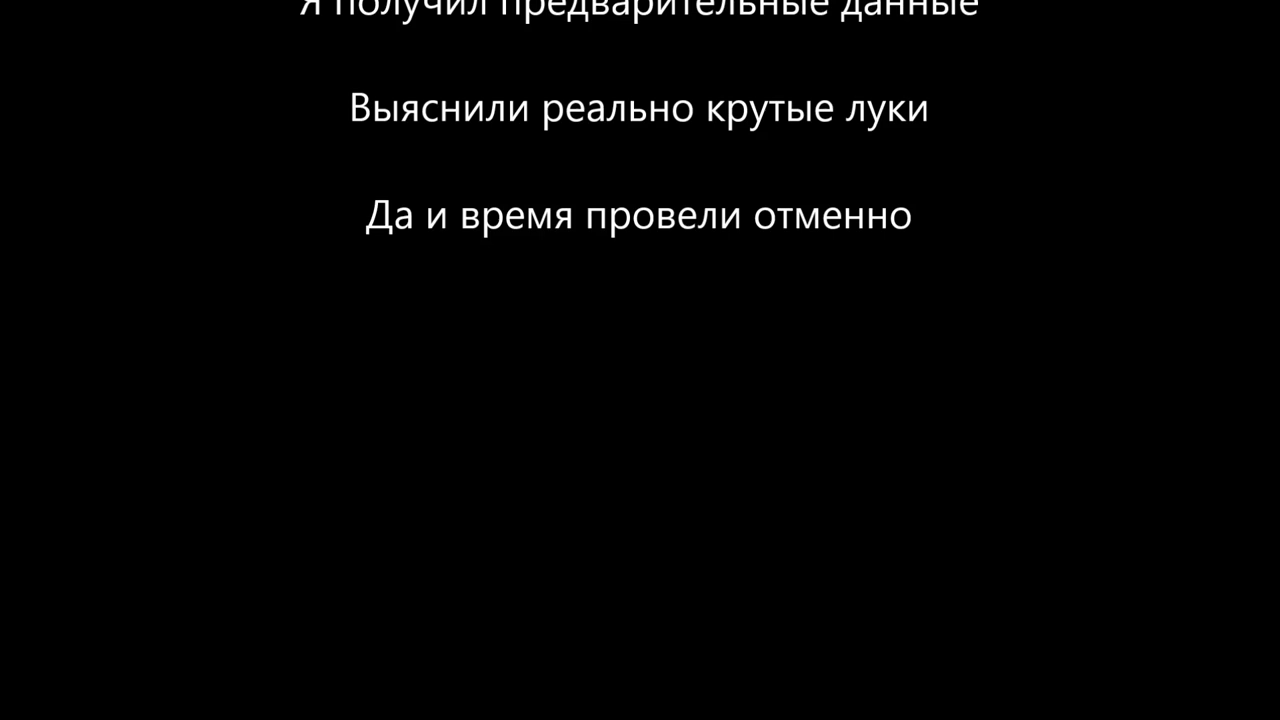 Я получил предварительные данные
Выяснили реально крутые луки
Да и время провели отменно